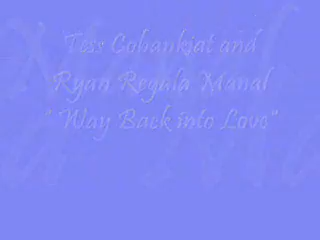 Tess Cobankiat and
Ryan Regala Manal
" Way Back into Love"